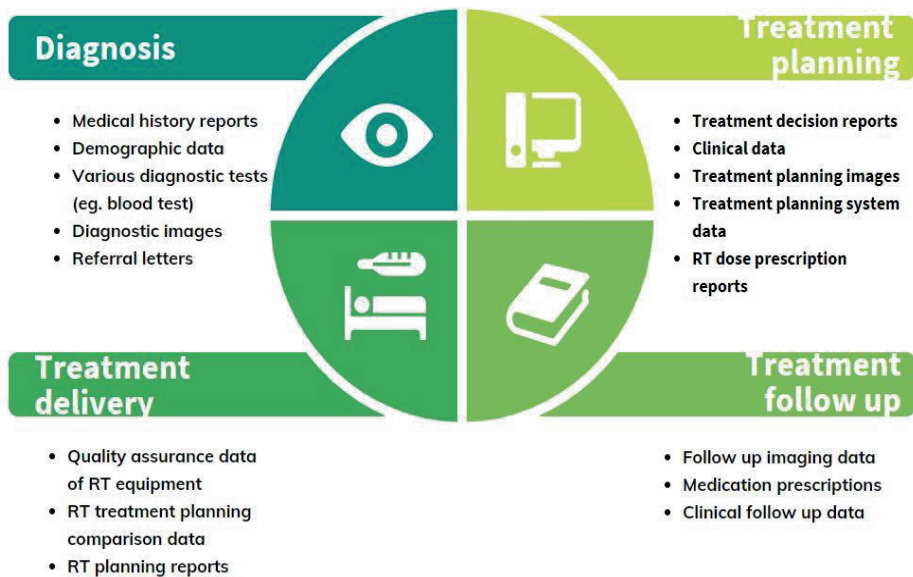 Diagnosis
• Medical history reports
• Demographic data
• Various diagnostic tests
(eg. blood test)
• Diagnostic images
• Referral letters
Treatment
planning
• Treatment decision reports
• Clinical data
• Treatment planning images
• Treatment planning system
data
• RT dose prescription
reports
Treatment
delivery
• Quality assurance data
of RT equipment
• RT treatment planning
comparison data
• RT planning reports
Treatment
follow up
• Follow up imaging data
• Medication prescriptions
• Clinical follow up data